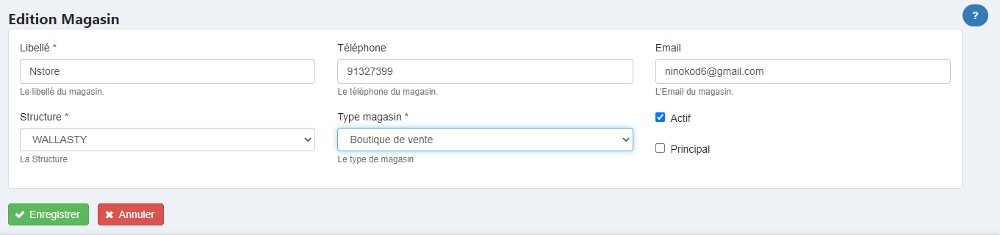 Edition Magasin
?
Libellé * Téléphone Email
Nstore 91327399 ninokod6@gmail.com
Le libellé du magasin. Le téléphone du magasin. L'Email du magasin.
Structure * Type magasin * Actif
WALLASTY Boutique de vente
Principal
La Structure Le type de magasin
Enregistrer Annuler